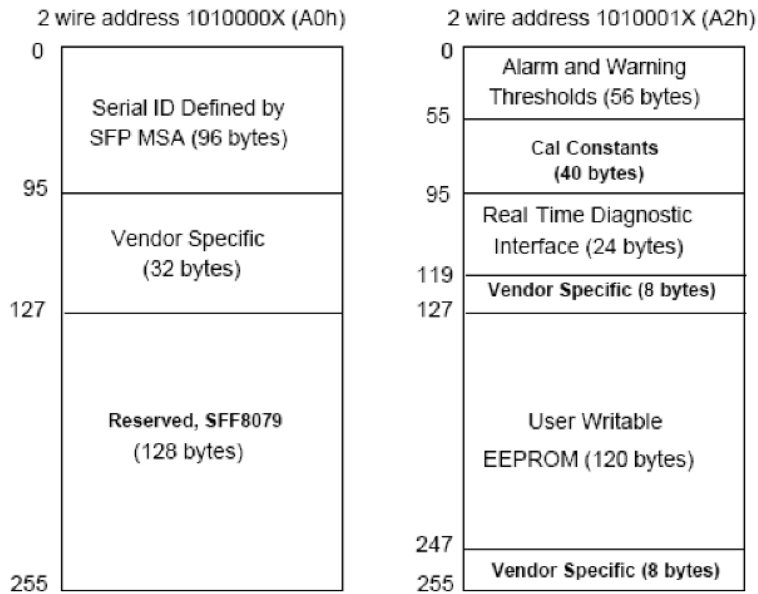 2 wire address 1010000X (A0h)
0
Serial ID Defined by
SFP MSA (96 bytes)
95
Vendor Specific
(32 bytes)
127
Reserved, SFF8079
(128 bytes)
255
2 wire address 1010001X (A2h)
0
Alarm and Warning
Thresholds (56 bytes)
55
Cal Constants
(40 bytes)
95
Real Time Diagnostic
Interface (24 bytes)
119
Vendor Specific (8 bytes)
127
User Writable
EEPROM (120 bytes)
247
Vendor Specific (8 bytes)
255